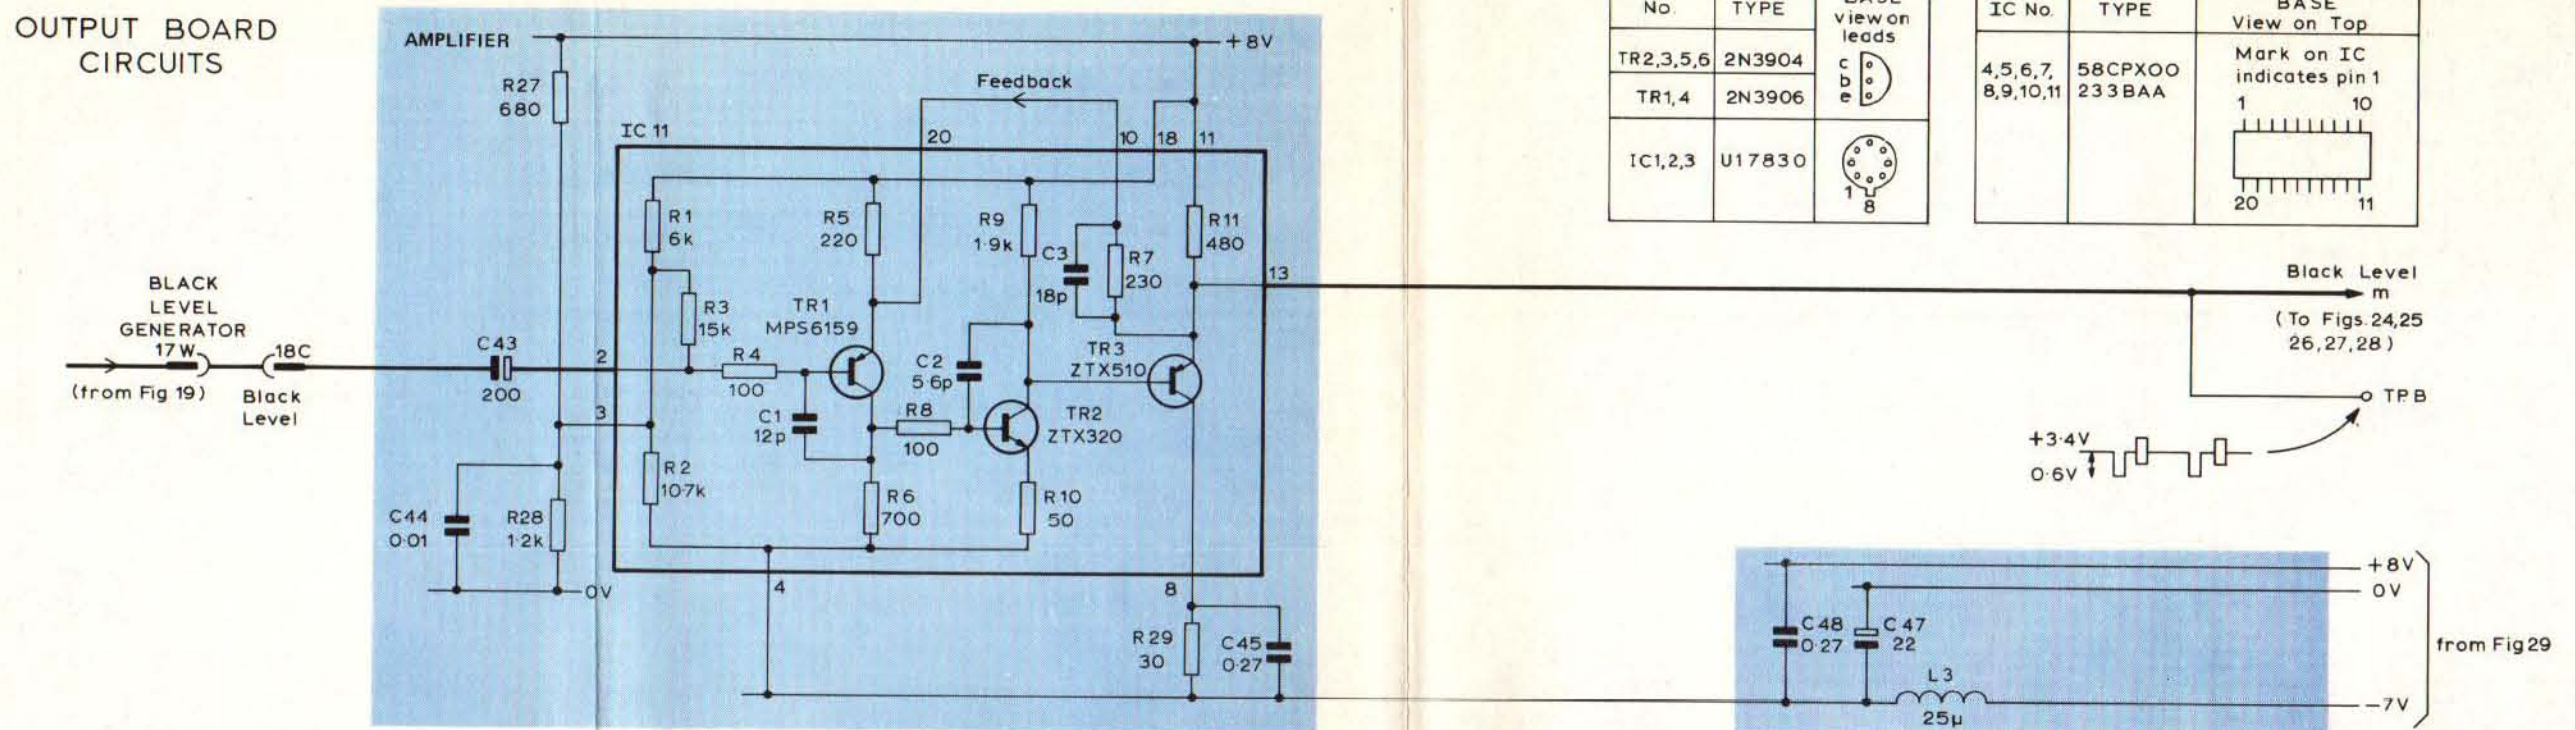 OUTPUT BOARD
CIRCUITS
AMPLIFIER
+8V
R27
680
Feedback
IC 11
20
10
18
11
R1
6k
R5
220
R9
1·9k
C3
18p
R7
230
R11
480
13
BLACK
LEVEL
GENERATOR
17W
18C
(from Fig 19)
Black
Level
C43
200
2
3
R3
15k
R4
100
TR1
MPS6159
C1
12p
C2
5·6p
R8
100
TR2
ZTX320
TR3
ZTX510
R2
10·7k
R6
700
R10
50
C44
0·01
R28
1·2k
0V
4
8
R29
30
C45
0·27
No.
TYPE
BASE
view on
leads
TR2,3,5,6
2N3904
TR1,4
2N3906
c
b
e
IC1,2,3
U17830
1
8
IC No.
TYPE
BASE
View on Top
4,5,6,7,
8,9,10,11
58CPX00
233BAA
Mark on IC
indicates pin 1
1
10
20
11
Black Level
m
(To Figs.24,25
26,27,28)
TP B
+3·4V
0·6V
C48
0·27
C47
22
L3
25µ
+8V
0V
-7V
from Fig 29